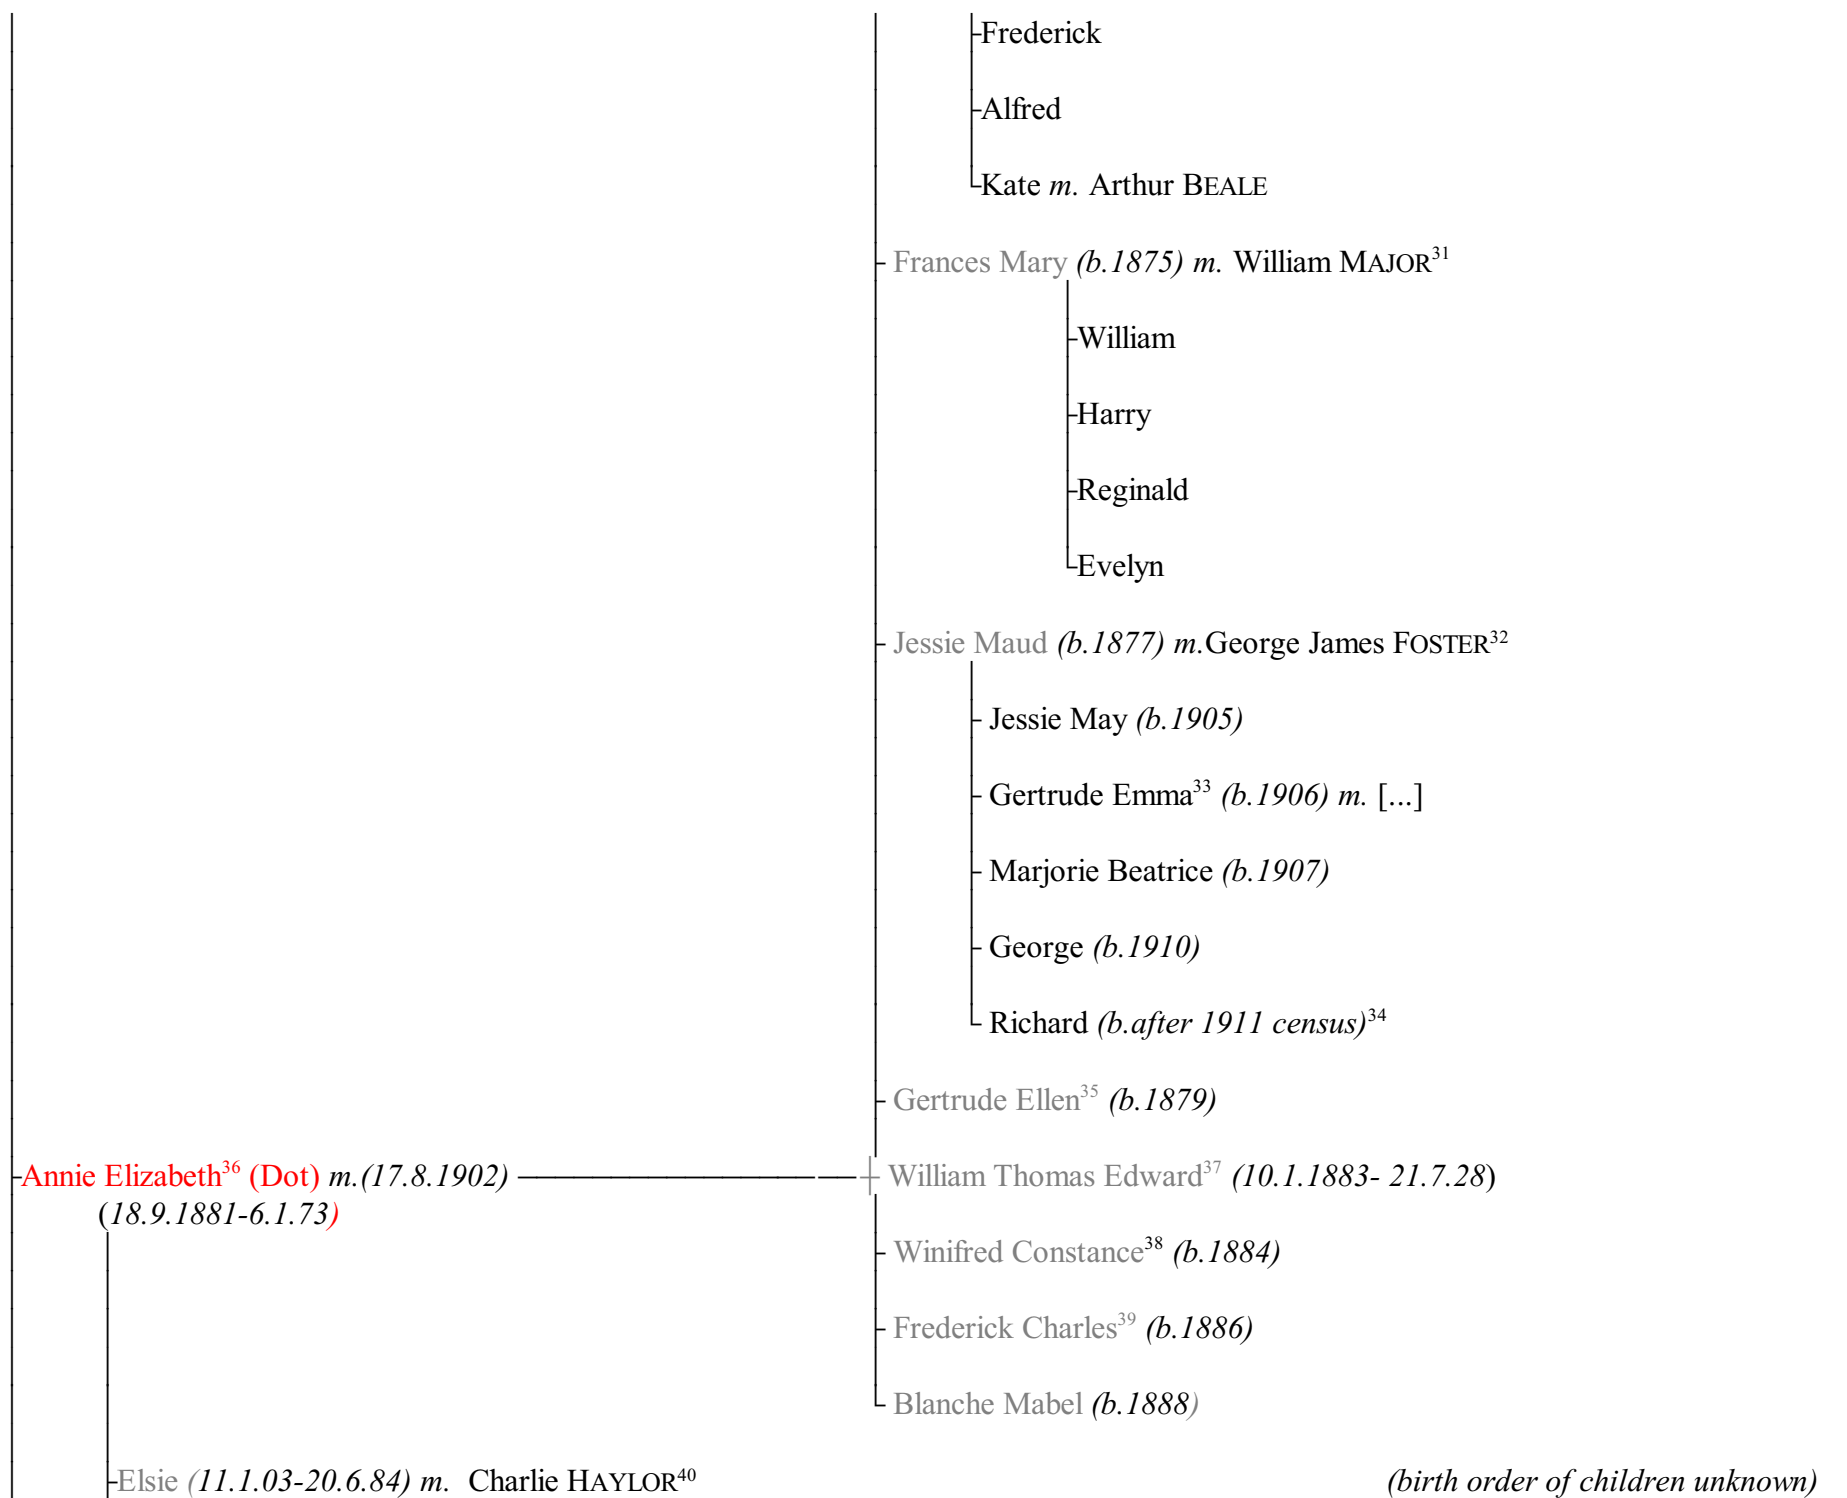 Frederick
Alfred
Kate m. Arthur BEALE
Frances Mary (b.1875) m. William MAJOR31
William
Harry
Reginald
Evelyn
Jessie Maud (b.1877) m.George James FOSTER32
Jessie May (b.1905)
Gertrude Emma33 (b.1906) m. [...]
Marjorie Beatrice (b.1907)
George (b.1910)
Richard (b.after 1911 census)34
Gertrude Ellen35 (b.1879)
Annie Elizabeth36 (Dot) m.(17.8.1902) William Thomas Edward37 (10.1.1883- 21.7.28)
(18.9.1881-6.1.73)
Winifred Constance38 (b.1884)
Frederick Charles39 (b.1886)
Blanche Mabel (b.1888)
Elsie (11.1.03-20.6.84) m. Charlie HAYLOR40 (birth order of children unknown)